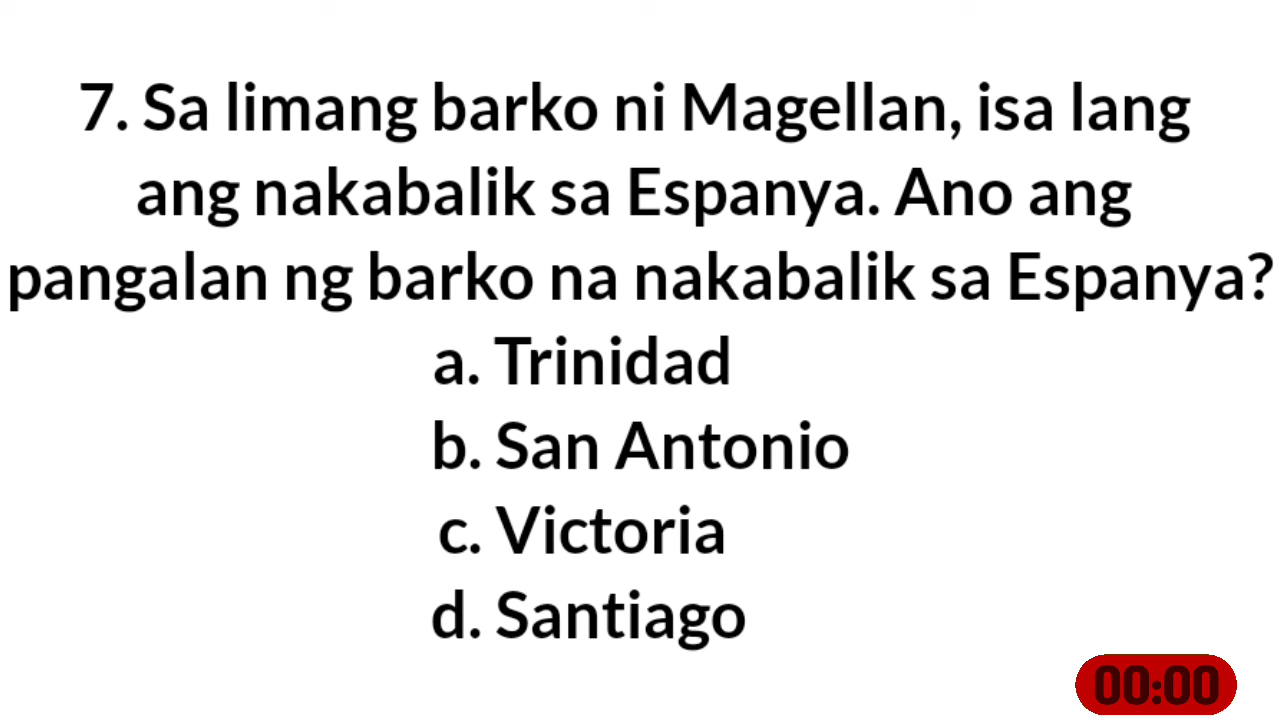 7. Sa limang barko ni Magellan, isa lang
ang nakabalik sa Espanya. Ano ang
pangalan ng barko na nakabalik sa Espanya?
a. Trinidad
b. San Antonio
c. Victoria
d. Santiago
00:00